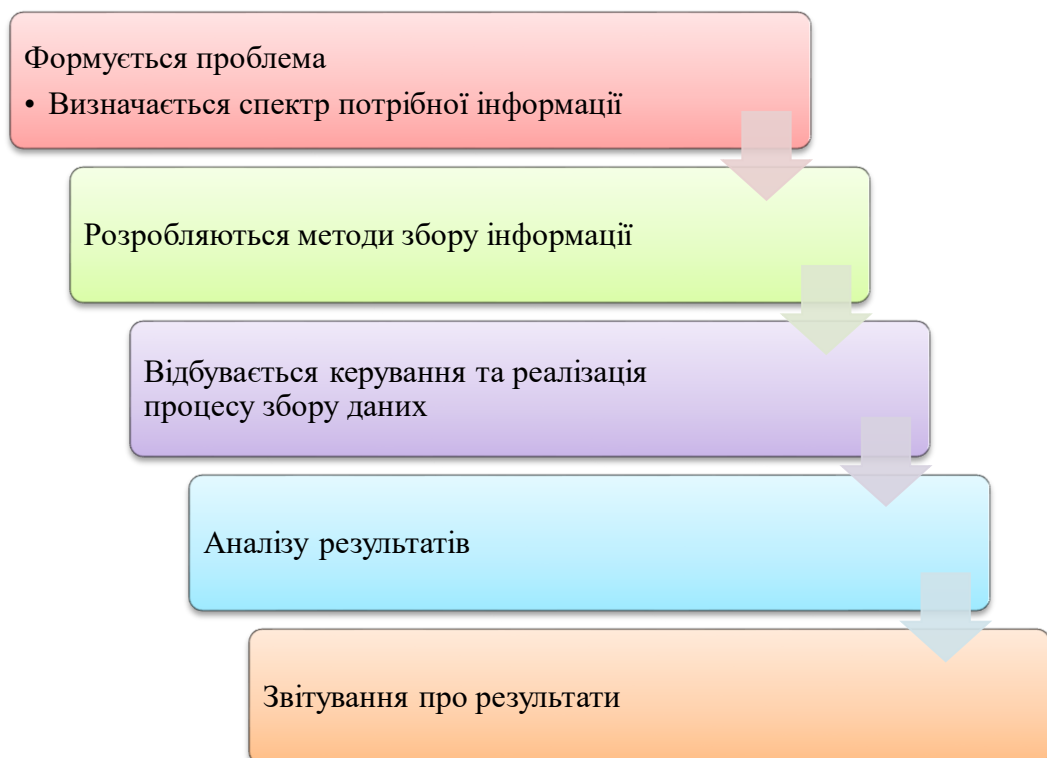 Формується проблема
• Визначається спектр потрібної інформації
Розробляються методи збору інформації
Відбувається керування та реалізація
процесу збору даних
Аналізу результатів
Звітування про результати